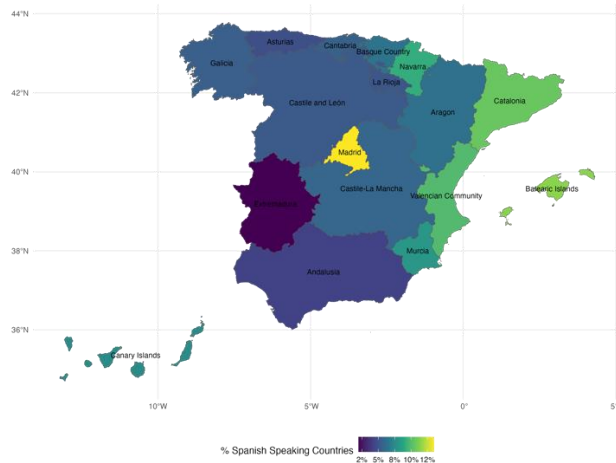 44°N
Asturias
Cantabria
Basque Country
Galicia
Navarra
La Rioja
42°N
Castile and León
Aragon
Catalonia
Madrid
40°N
Extremadura
Castile-La Mancha
Valencian Community
Balearic Islands
38°N
Murcia
Andalusia
36°N
Canary Islands
10°W
5°W
0°
5
% Spanish Speaking Countries
2% 5% 8% 10% 12%